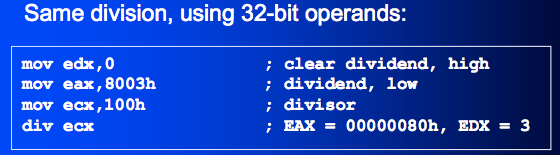 Same division, using 32-bit operands:
mov edx,0 ; clear dividend, high
mov eax,8003h ; dividend, low
mov ecx,100h ; divisor
div ecx ; EAX = 00000080h, EDX = 3